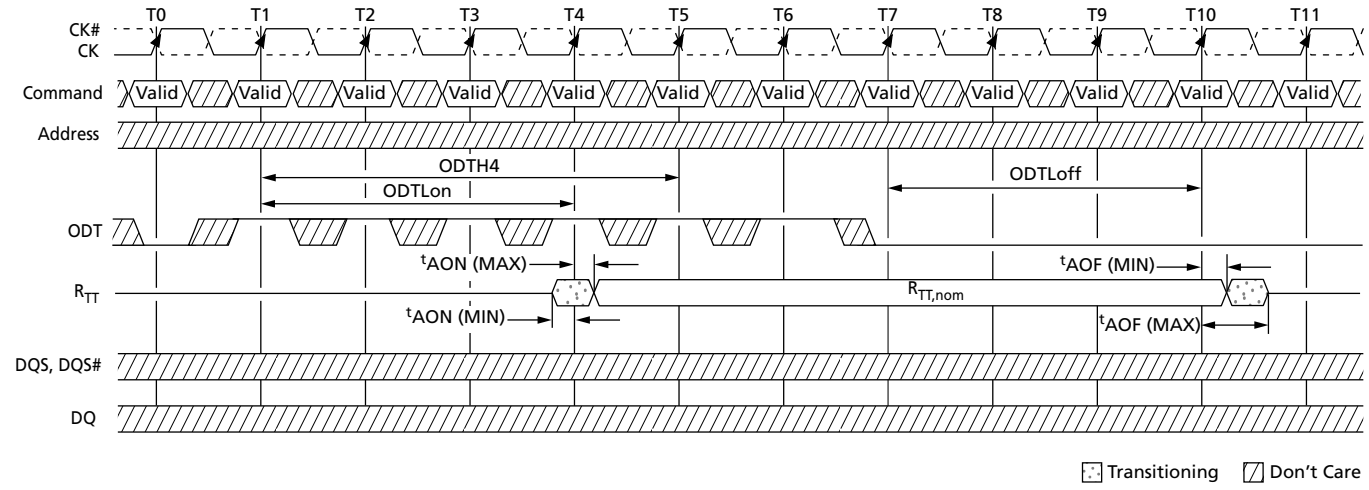 T0 T1 T2 T3 T4 T5 T6 T7 T8 T9 T10 T11
CK#
CK
Command Valid Valid Valid Valid Valid Valid Valid Valid Valid Valid Valid Valid
Address
ODTH4
ODTLon
ODTLoff
ODT
tAON (MAX)
tAOF (MIN)
RTT
RTT,nom
tAON (MIN)
tAOF (MAX)
DQS, DQS#
DQ
Transitioning Don't Care